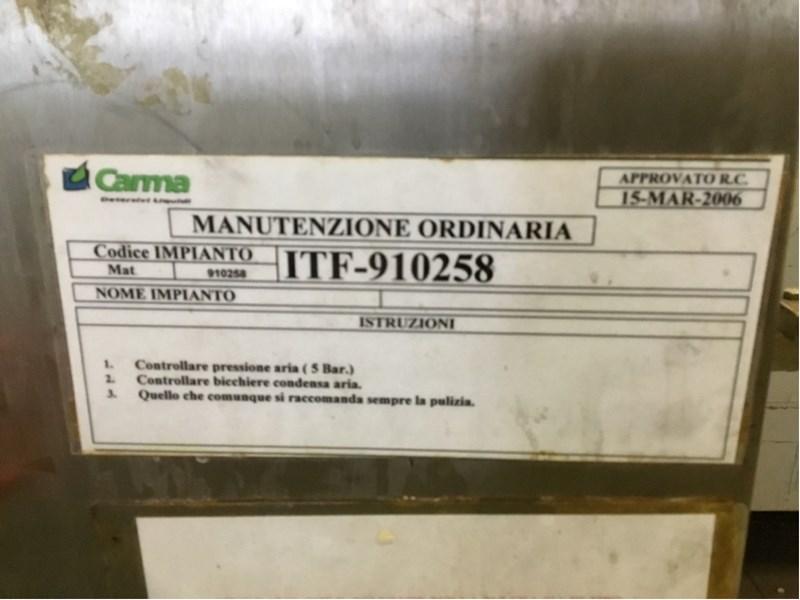 Carma
Detersivi Liquidi
APPROVATO R.C.
15-MAR-2006
MANUTENZIONE ORDINARIA
Codice IMPIANTO
ITF-910258
Mat 910258
NOME IMPIANTO
ISTRUZIONI
1. Controllare pressione aria ( 5 Bar.)
2. Controllare bicchiere condensa aria.
3. Quello che comunque si raccomanda sempre la pulizia.